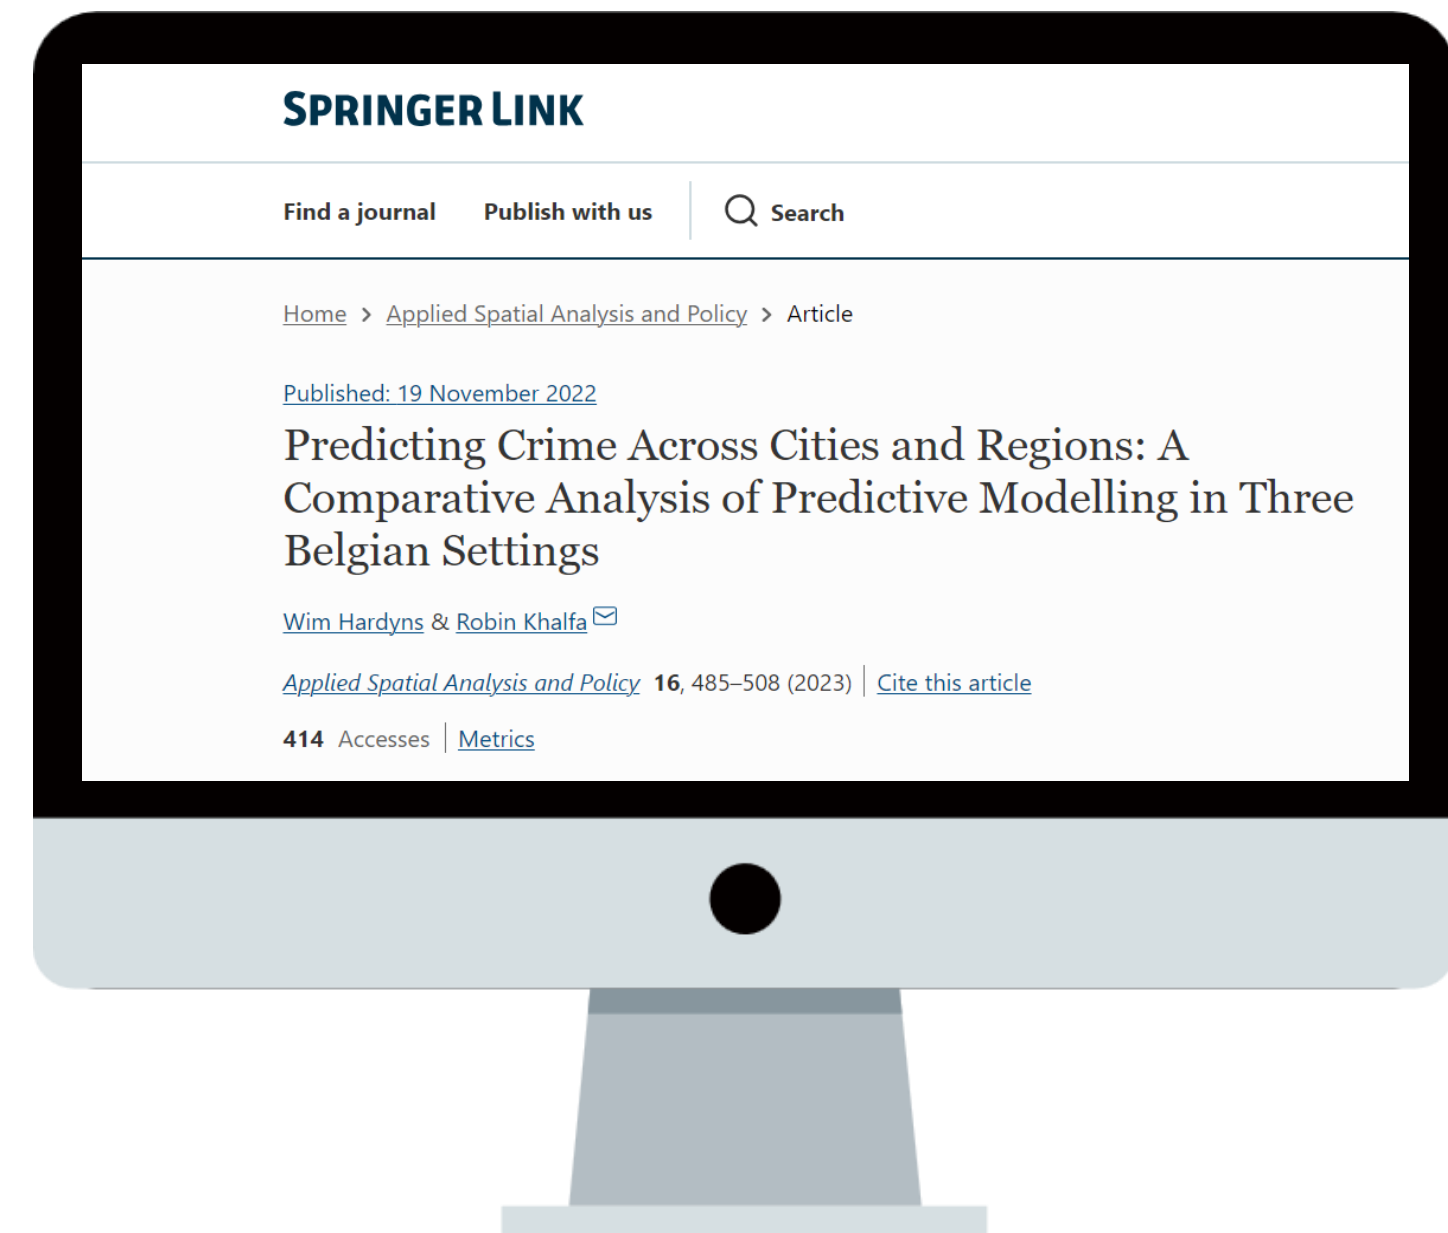 SPRINGER LINK
Find a journal Publish with us Search
Home > Applied Spatial Analysis and Policy > Article
Published: 19 November 2022
Predicting Crime Across Cities and Regions: A
Comparative Analysis of Predictive Modelling in Three
Belgian Settings
Wim Hardyns & Robin Khalfa
Applied Spatial Analysis and Policy 16, 485–508 (2023) | Cite this article
414 Accesses | Metrics